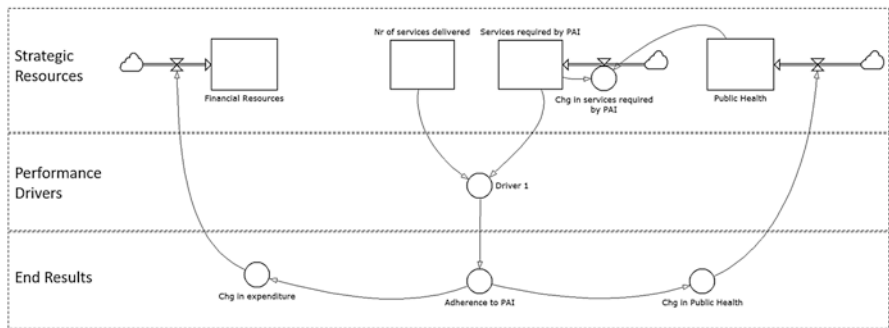 Strategic
Resources
Nr of services delivered
Services required by PAI
Financial Resources
Chg in services required
by PAI
Public Health
Performance
Drivers
Driver 1
End Results
Chg in expenditure
Adherence to PAI
Chg in Public Health